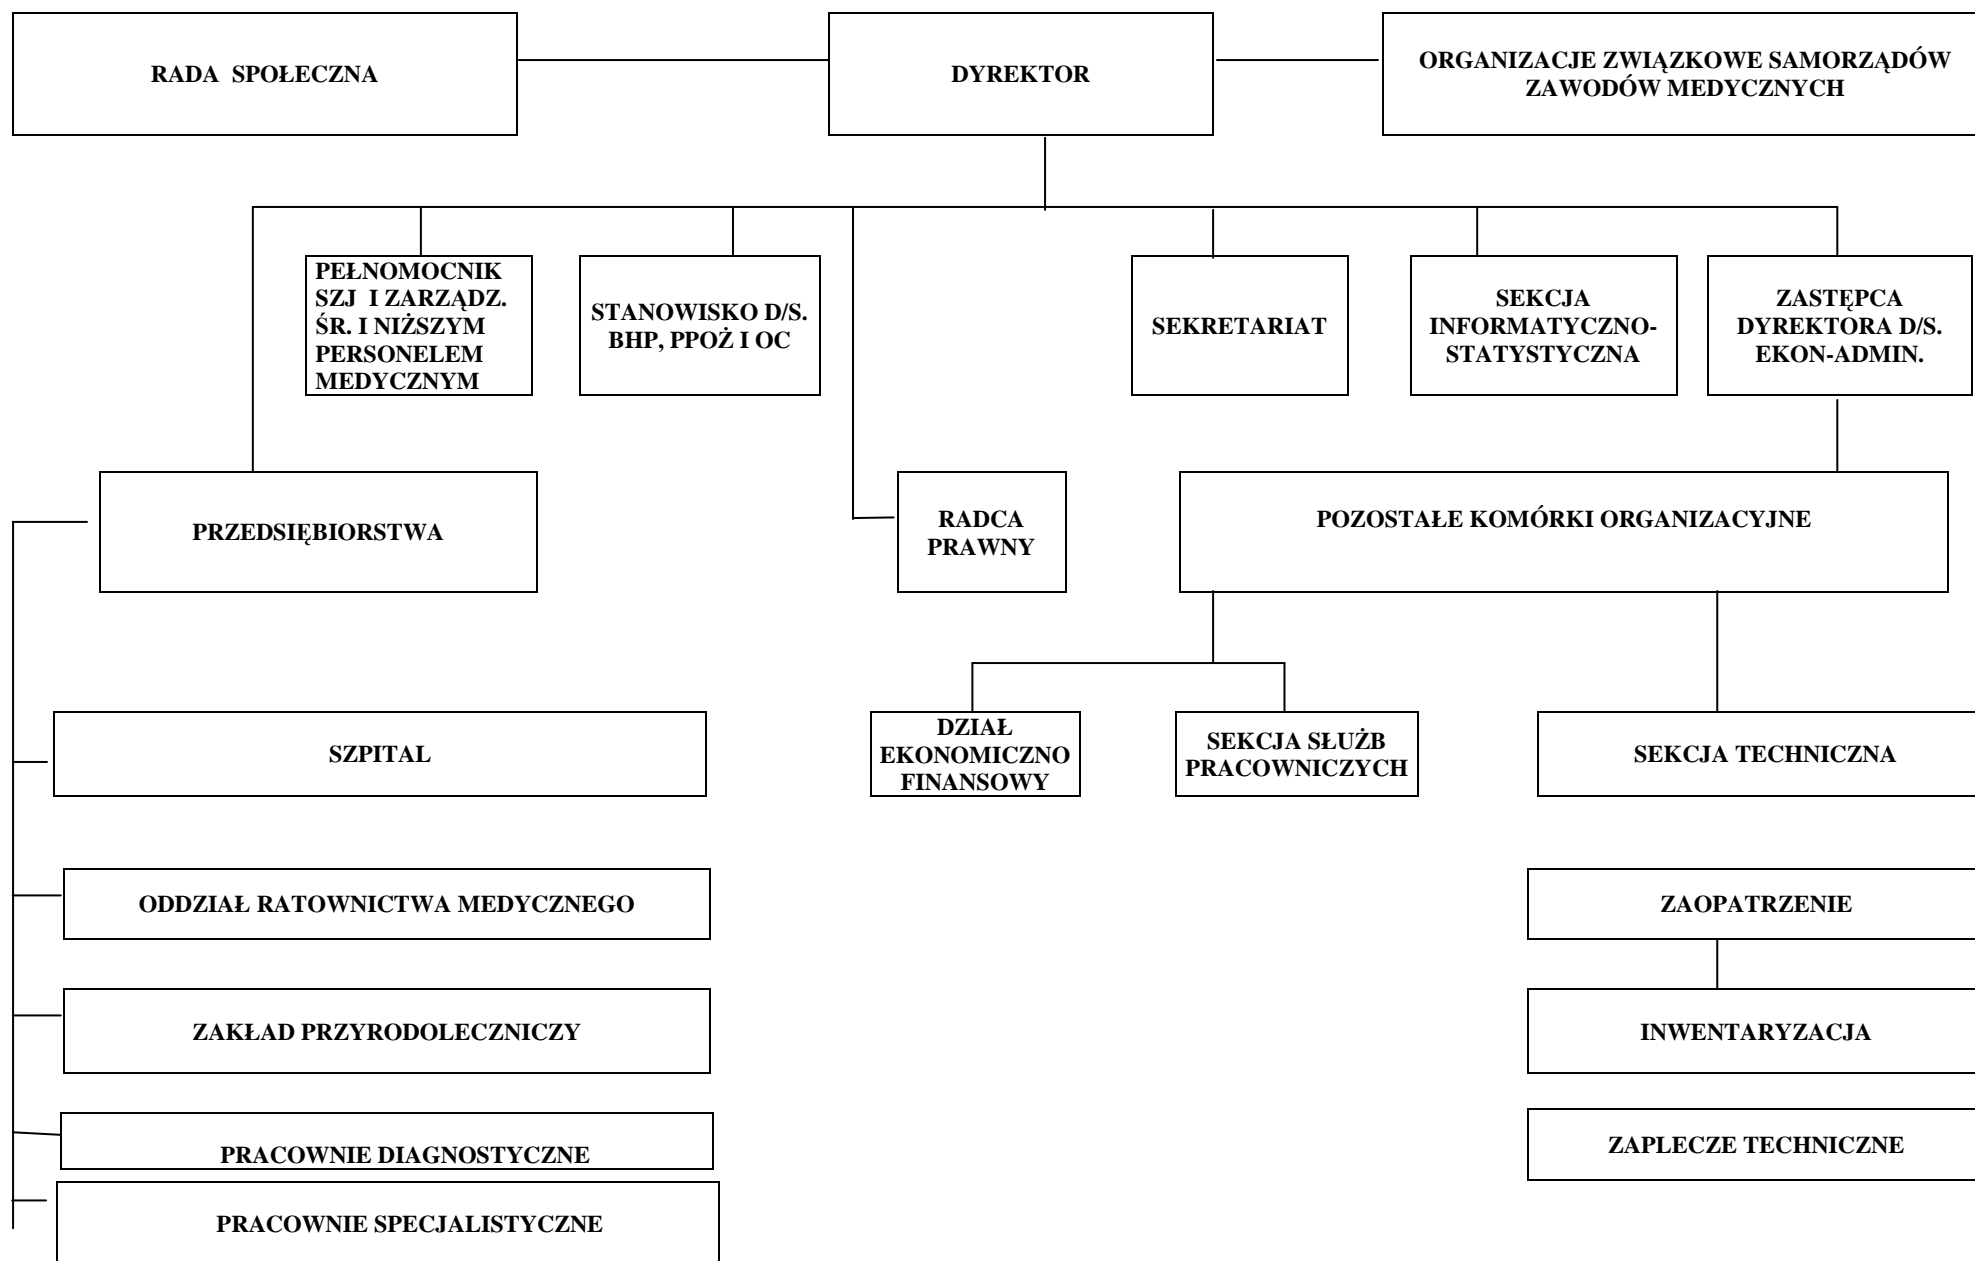 RADA SPOŁECZNA
DYREKTOR
ORGANIZACJE ZWIĄZKOWE SAMORZĄDÓW
ZAWODÓW MEDYCZNYCH
PEŁNOMOCNIK
SZJ I ZARZĄDZ.
ŚR. I NIŻSZYM
PERSONELEM
MEDYCZNYM
STANOWISKO D/S.
BHP, PPOŻ I OC
SEKRETARIAT
SEKCJA
INFORMATYCZNO-
STATYSTYCZNA
ZASTĘPCA
DYREKTORA D/S.
EKON-ADMIN.
PRZEDSIĘBIORSTWA
RADCA
PRAWNY
POZOSTAŁE KOMÓRKI ORGANIZACYJNE
SZPITAL
DZIAŁ
EKONOMICZNO
FINANSOWY
SEKCJA SŁUŻB
PRACOWNICZYCH
SEKCJA TECHNICZNA
ODDZIAŁ RATOWNICTWA MEDYCZNEGO
ZAOPATRZENIE
ZAKŁAD PRZYRODOLECZNICZY
INWENTARYZACJA
PRACOWNIE DIAGNOSTYCZNE
ZAPLECZE TECHNICZNE
PRACOWNIE SPECJALISTYCZNE